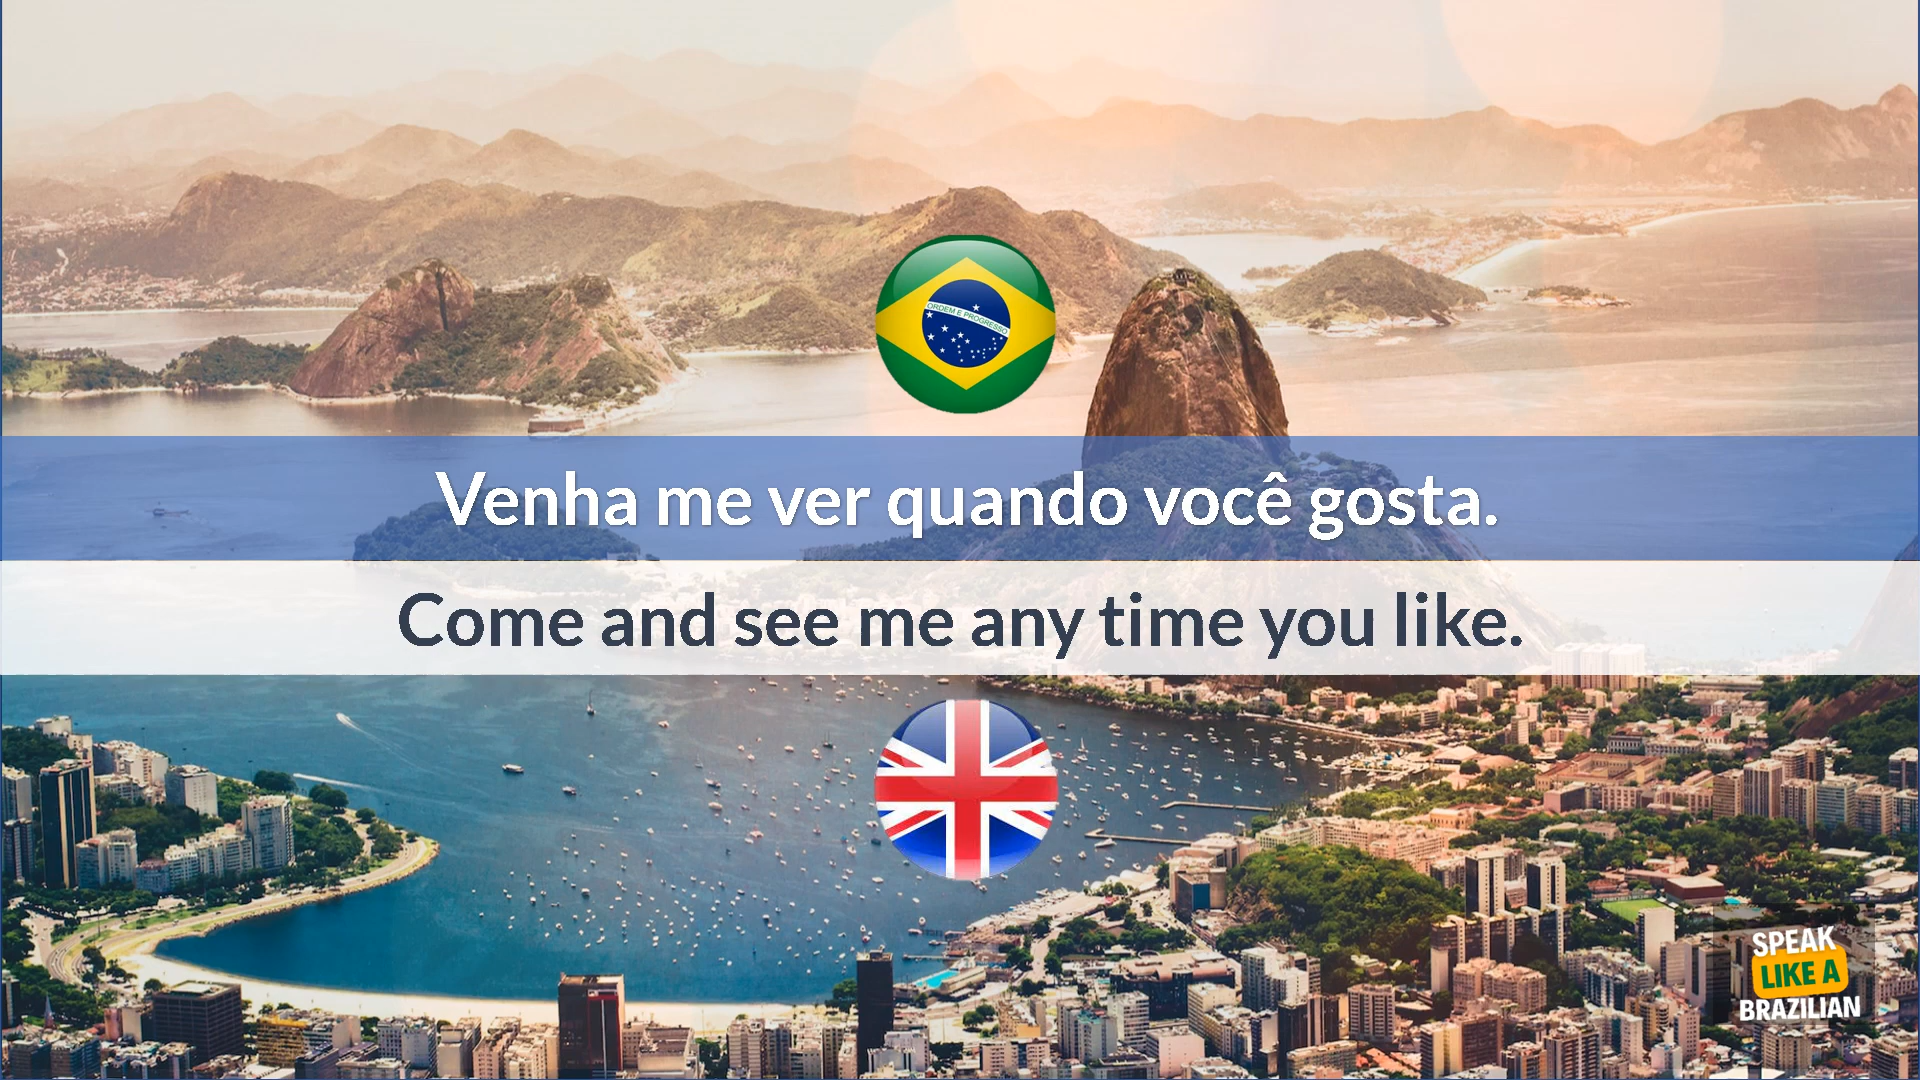 ORDEM E PROGRESSO
Venha me ver quando você gosta.
Come and see me any time you like.
SPEAK
LIKE A
BRAZILIAN